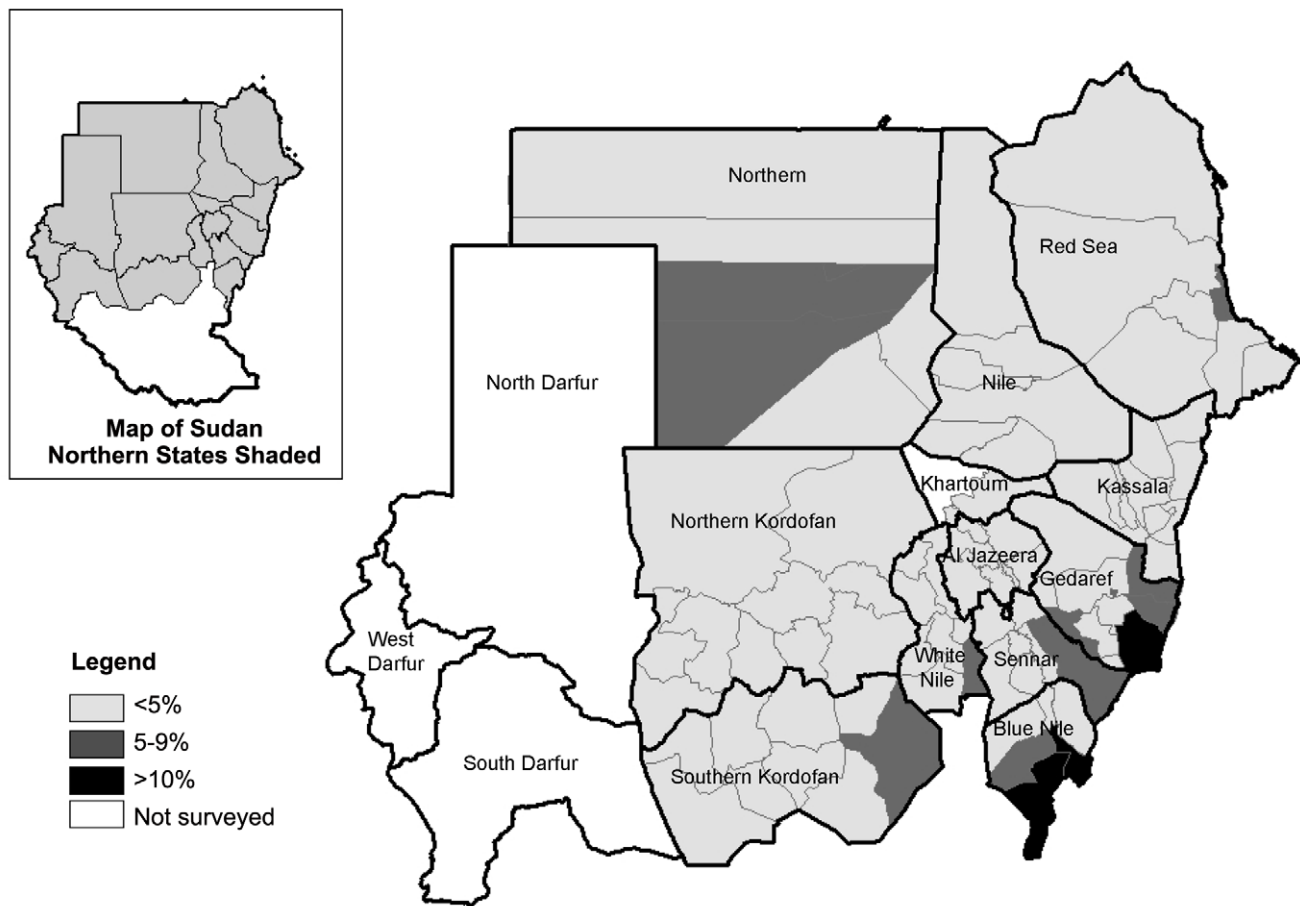 Map of Sudan
Northern States Shaded
Northern
Red Sea
North Darfur
Nile
Khartoum
Kassala
Northern Kordofan
Al Jazeera
Gedaref
West
Darfur
White
Nile
Sennar
Blue Nile
South Darfur
Southern Kordofan
Legend
<5%
5-9%
>10%
Not surveyed